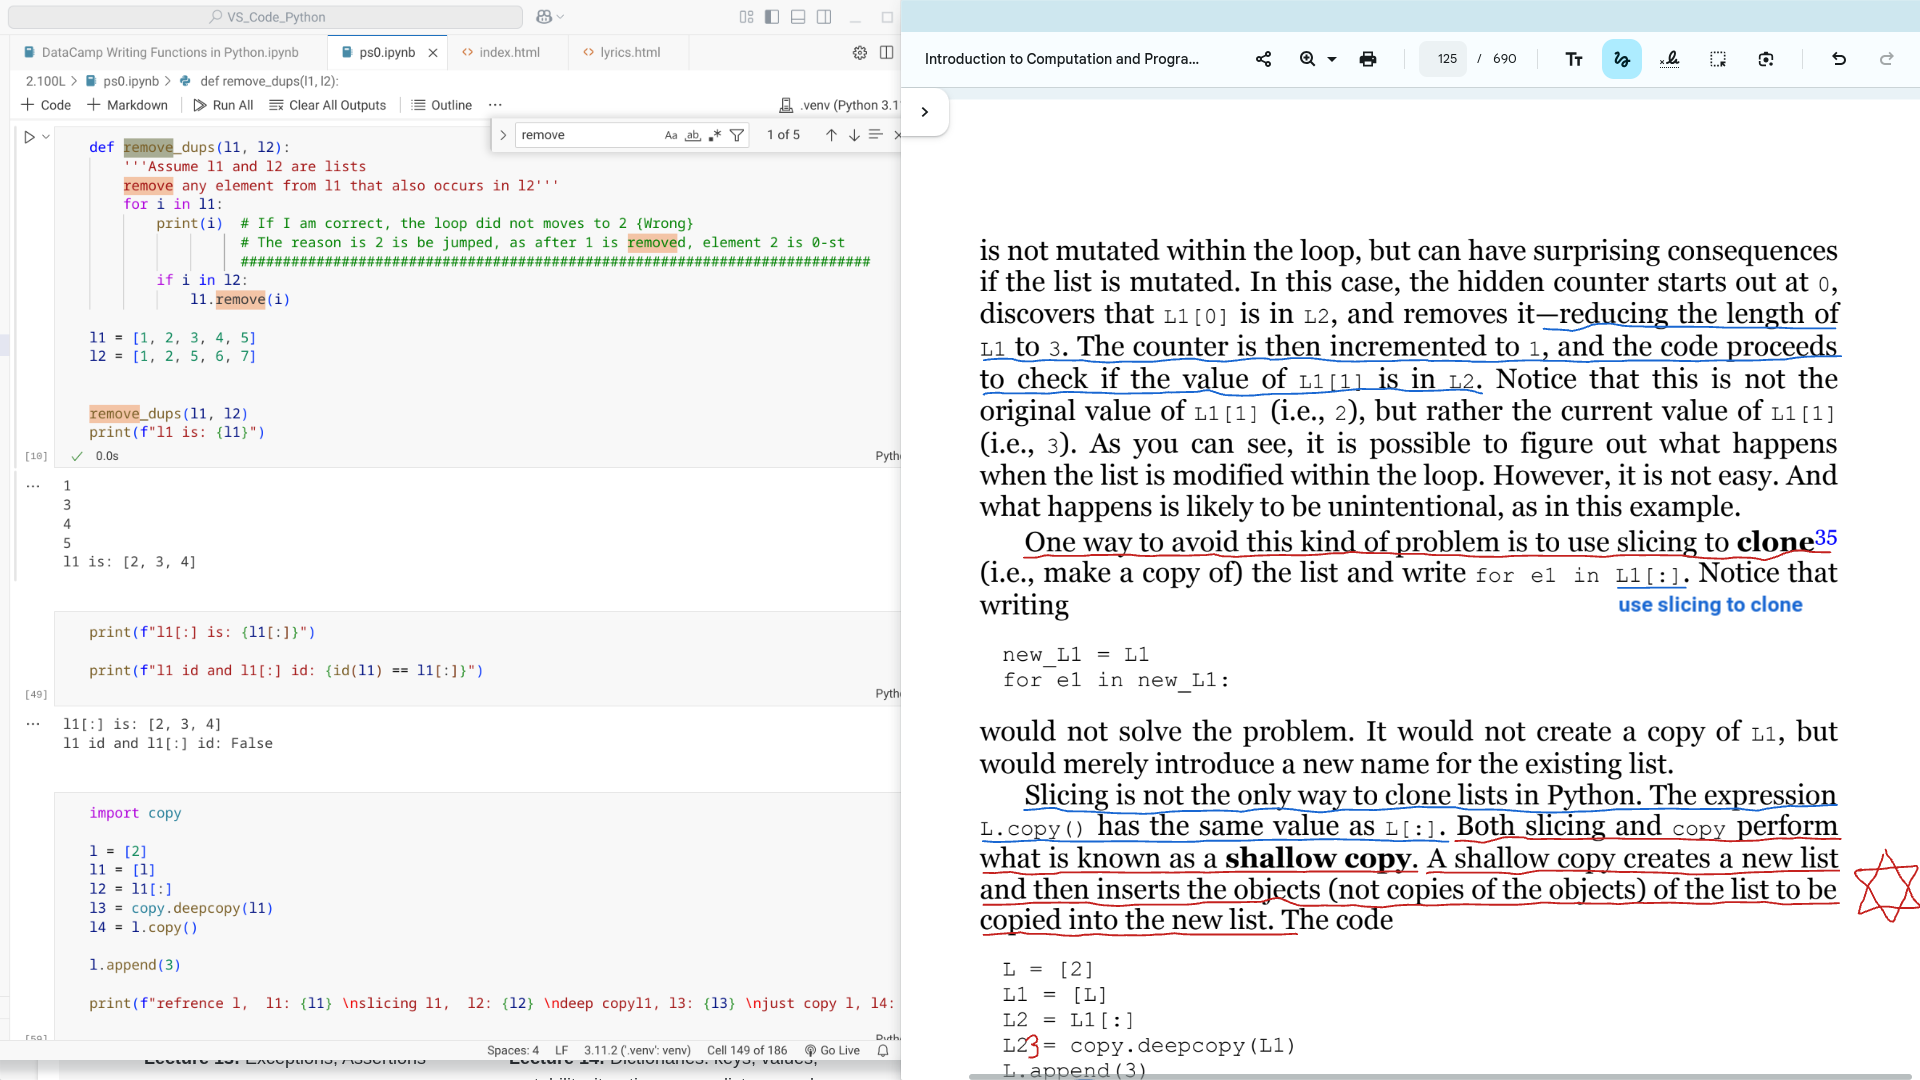 VS_Code_Python
DataCamp Writing Functions in Python.ipynb
ps0.ipynb
index.html
lyrics.html
2.100L > ps0.ipynb > def remove_dups(l1, l2):
+ Code + Markdown Run All Clear All Outputs Outline ... .venv (Python 3.1
remove
Aa ab .* 1 of 5
def remove_dups(l1, l2):
'''Assume l1 and l2 are lists
remove any element from l1 that also occurs in l2'''
for i in l1:
print(i) # If I am correct, the loop did not moves to 2 {Wrong}
# The reason is 2 is be jumped, as after 1 is removed, element 2 is 0-st
###########################################################################
if i in l2:
l1.remove(i)
l1 = [1, 2, 3, 4, 5]
l2 = [1, 2, 5, 6, 7]
remove_dups(l1, l2)
print(f"l1 is: {l1}")
[10] 0.0s Pyth
... 1
3
4
5
l1 is: [2, 3, 4]
print(f"l1[:] is: {l1[:]}")
print(f"l1 id and l1[:] id: {id(l1) == l1[:]}")
[49] Pyth
... l1[:] is: [2, 3, 4]
l1 id and l1[:] id: False
import copy
l = [2]
l1 = [l]
l2 = l1[:]
l3 = copy.deepcopy(l1)
l4 = l.copy()
l.append(3)
print(f"refrence l,  l1: {l1} \nslicing l1,  l2: {l2} \ndeep copyl1, l3: {l3} \njust copy l, l4:
Spaces: 4 LF 3.11.2 ('.venv': venv) Cell 149 of 186 Go Live
Introduction to Computation and Progra...
125 / 690
is not mutated within the loop, but can have surprising consequences
if the list is mutated. In this case, the hidden counter starts out at 0,
discovers that L1[0] is in L2, and removes it—reducing the length of
L1 to 3. The counter is then incremented to 1, and the code proceeds
to check if the value of L1[1] is in L2. Notice that this is not the
original value of L1[1] (i.e., 2), but rather the current value of L1[1]
(i.e., 3). As you can see, it is possible to figure out what happens
when the list is modified within the loop. However, it is not easy. And
what happens is likely to be unintentional, as in this example.
One way to avoid this kind of problem is to use slicing to clone35
(i.e., make a copy of) the list and write for e1 in L1[:]. Notice that
writing
use slicing to clone
new_L1 = L1
for e1 in new_L1:
would not solve the problem. It would not create a copy of L1, but
would merely introduce a new name for the existing list.
Slicing is not the only way to clone lists in Python. The expression
L.copy() has the same value as L[:]. Both slicing and copy perform
what is known as a shallow copy. A shallow copy creates a new list
and then inserts the objects (not copies of the objects) of the list to be
copied into the new list. The code
L = [2]
L1 = [L]
L2 = L1[:]
L23= copy.deepcopy(L1)
L.append(3)